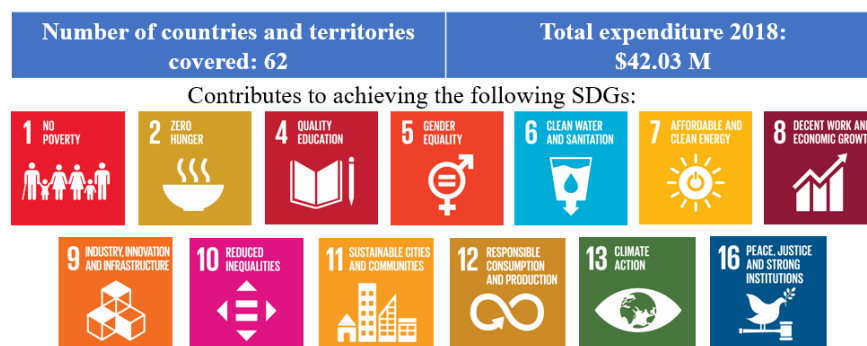 Number of countries and territories
covered: 62
Total expenditure 2018:
$42.03 M
Contributes to achieving the following SDGs:
1 NO
POVERTY
2 ZERO
HUNGER
4 QUALITY
EDUCATION
5 GENDER
EQUALITY
6 CLEAN WATER
AND SANITATION
7 AFFORDABLE AND
CLEAN ENERGY
8 DECENT WORK AND
ECONOMIC GROWTH
9 INDUSTRY, INNOVATION
AND INFRASTRUCTURE
10 REDUCED
INEQUALITIES
11 SUSTAINABLE CITIES
AND COMMUNITIES
12 RESPONSIBLE
CONSUMPTION
AND PRODUCTION
13 CLIMATE
ACTION
16 PEACE, JUSTICE
AND STRONG
INSTITUTIONS